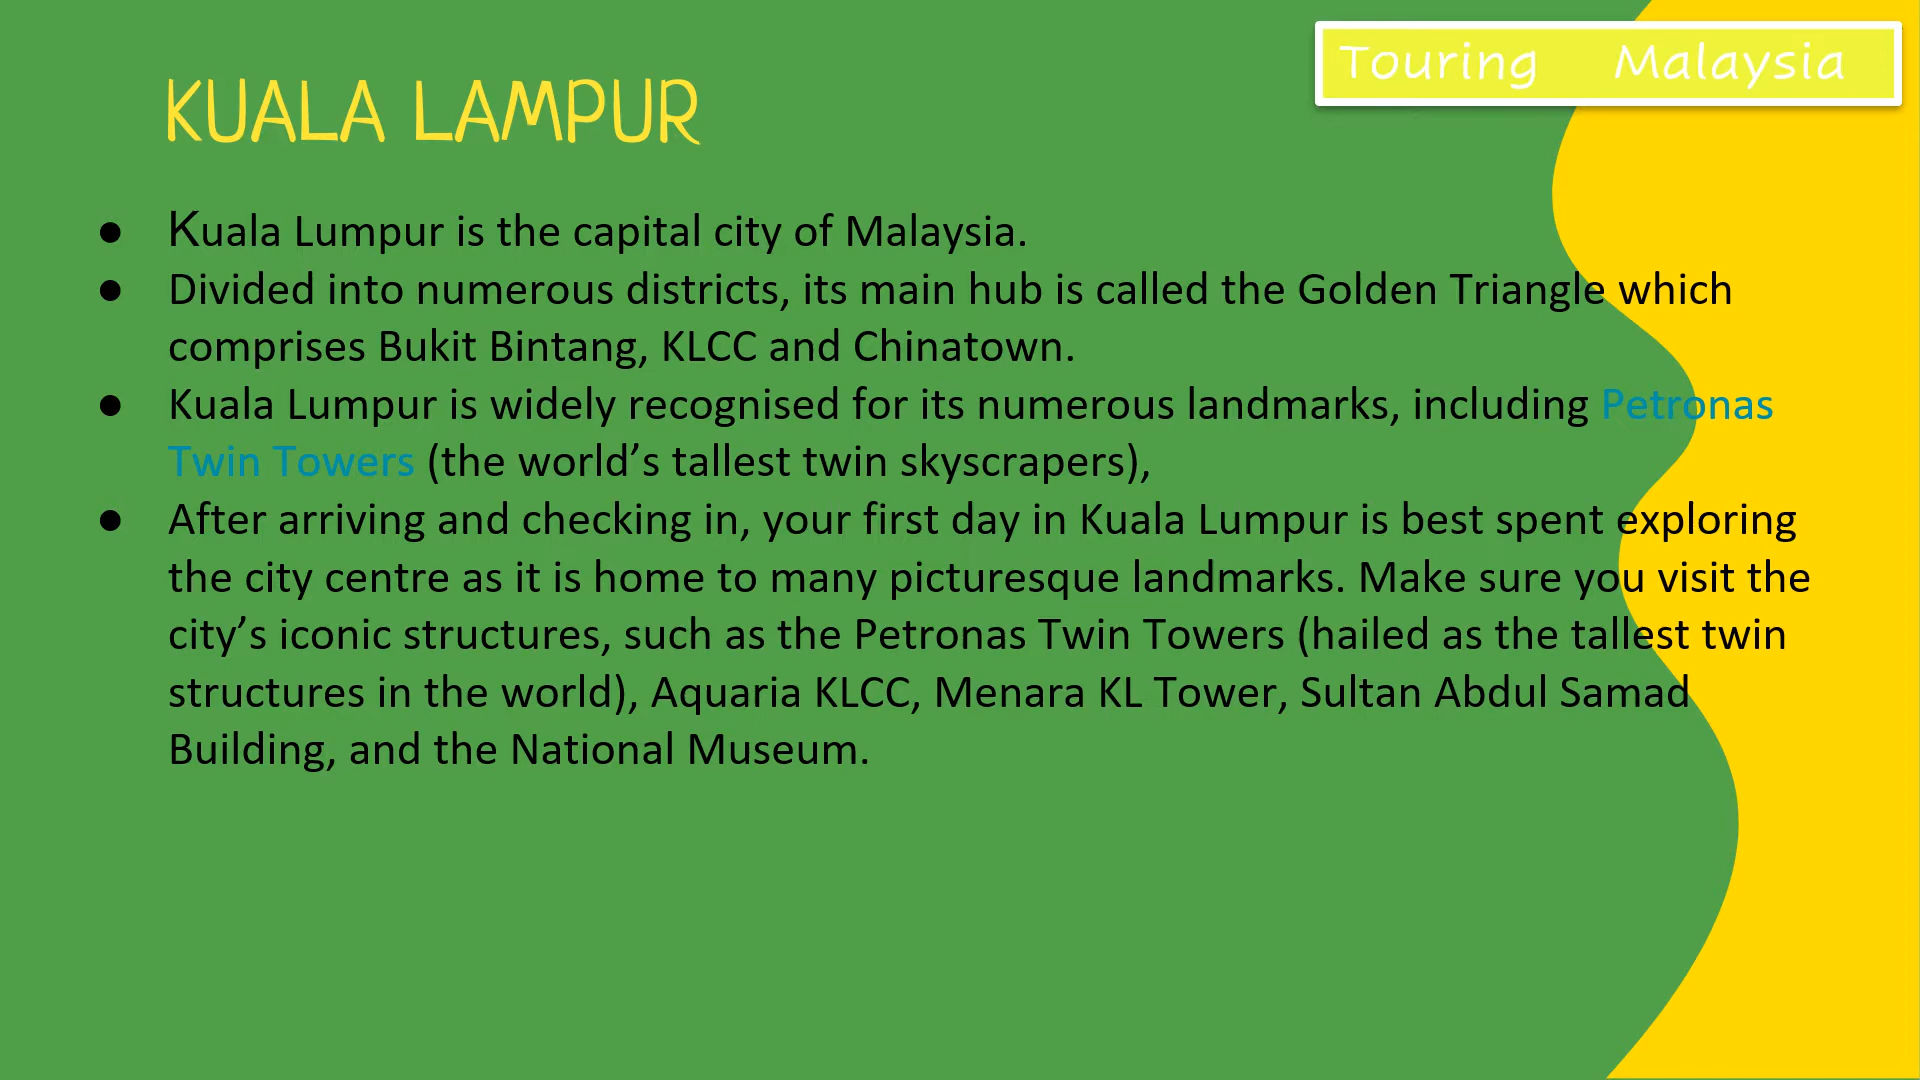 Touring Malaysia
KUALA LAMPUR
● Kuala Lumpur is the capital city of Malaysia.
● Divided into numerous districts, its main hub is called the Golden Triangle which
comprises Bukit Bintang, KLCC and Chinatown.
● Kuala Lumpur is widely recognised for its numerous landmarks, including Petronas
Twin Towers (the world’s tallest twin skyscrapers),
● After arriving and checking in, your first day in Kuala Lumpur is best spent exploring
the city centre as it is home to many picturesque landmarks. Make sure you visit the
city’s iconic structures, such as the Petronas Twin Towers (hailed as the tallest twin
structures in the world), Aquaria KLCC, Menara KL Tower, Sultan Abdul Samad
Building, and the National Museum.